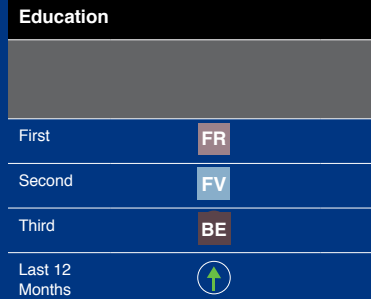 Education
First FR
Second FV
Third BE
Last 12
Months